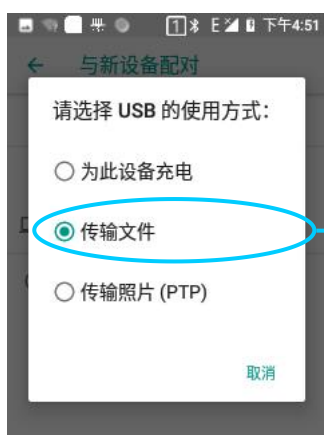 1 E 下午4:51
与新设备配对
请选择 USB 的使用方式:
为此设备充电
传输文件
传输照片 (PTP)
取消